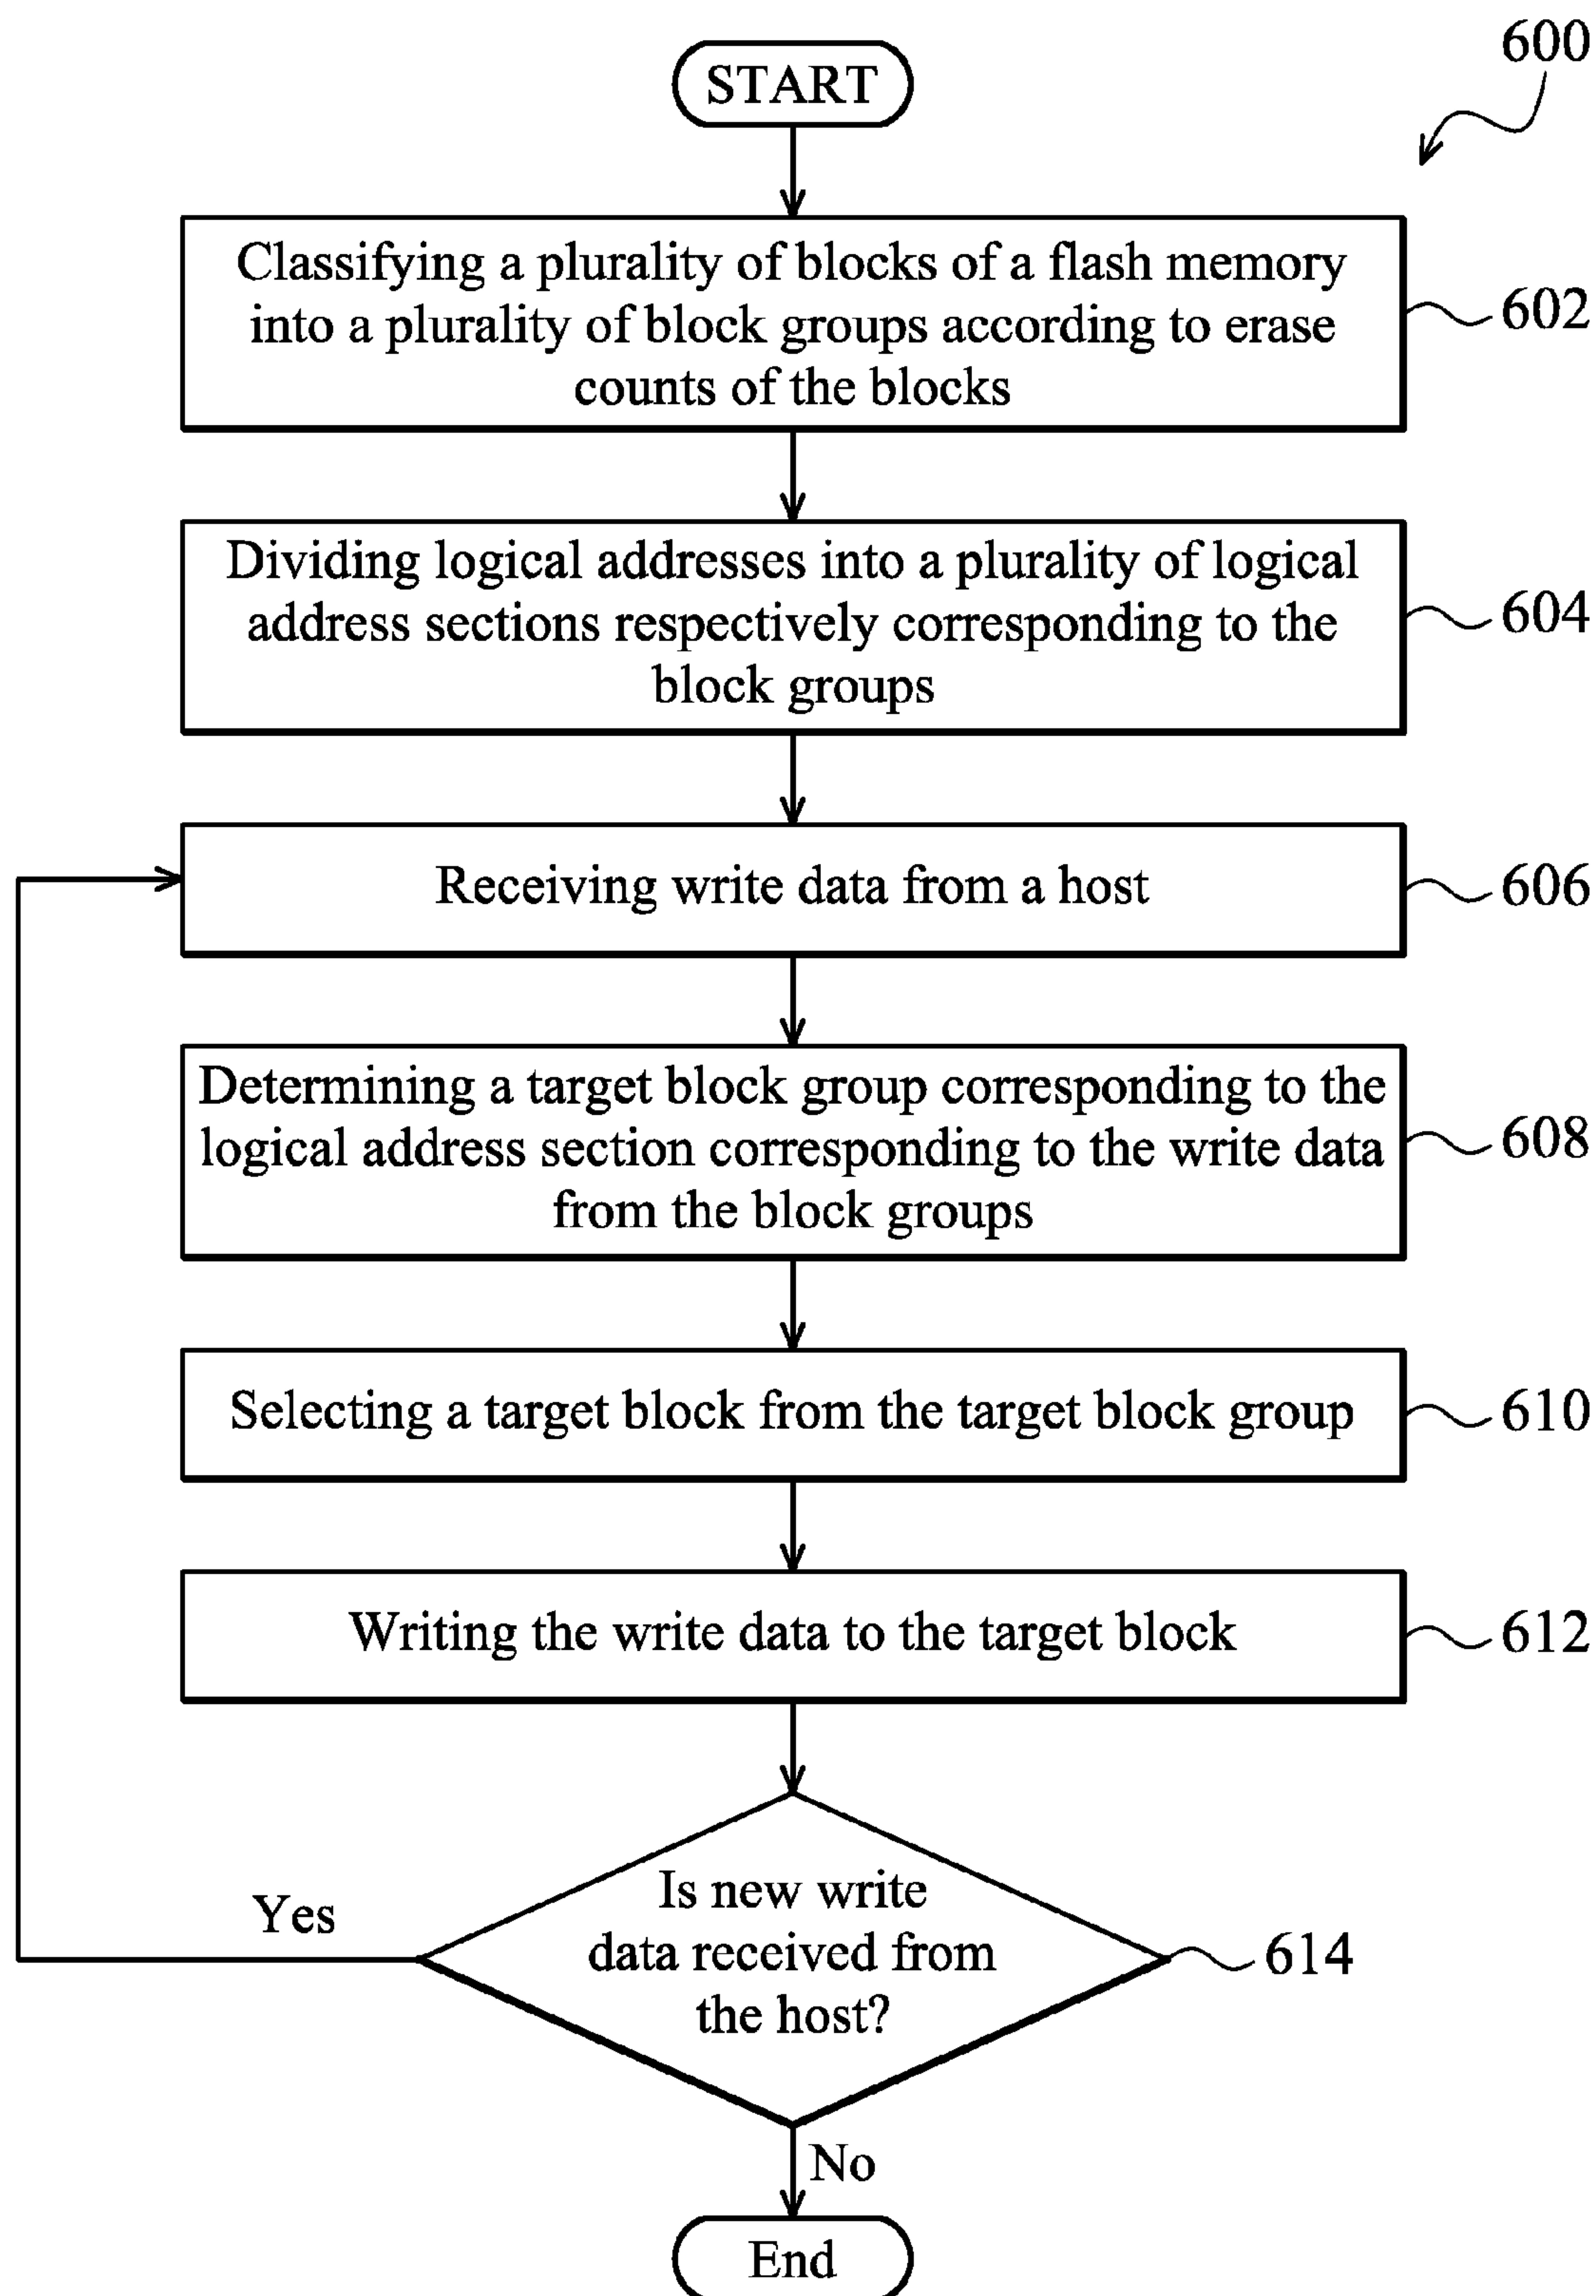 600
START
Classifying a plurality of blocks of a flash memory
into a plurality of block groups according to erase
counts of the blocks
602
Dividing logical addresses into a plurality of logical
address sections respectively corresponding to the
block groups
604
Receiving write data from a host
606
Determining a target block group corresponding to the
logical address section corresponding to the write data
from the block groups
608
Selecting a target block from the target block group
610
Writing the write data to the target block
612
Is new write
data received from
the host?
614
Yes
No
End